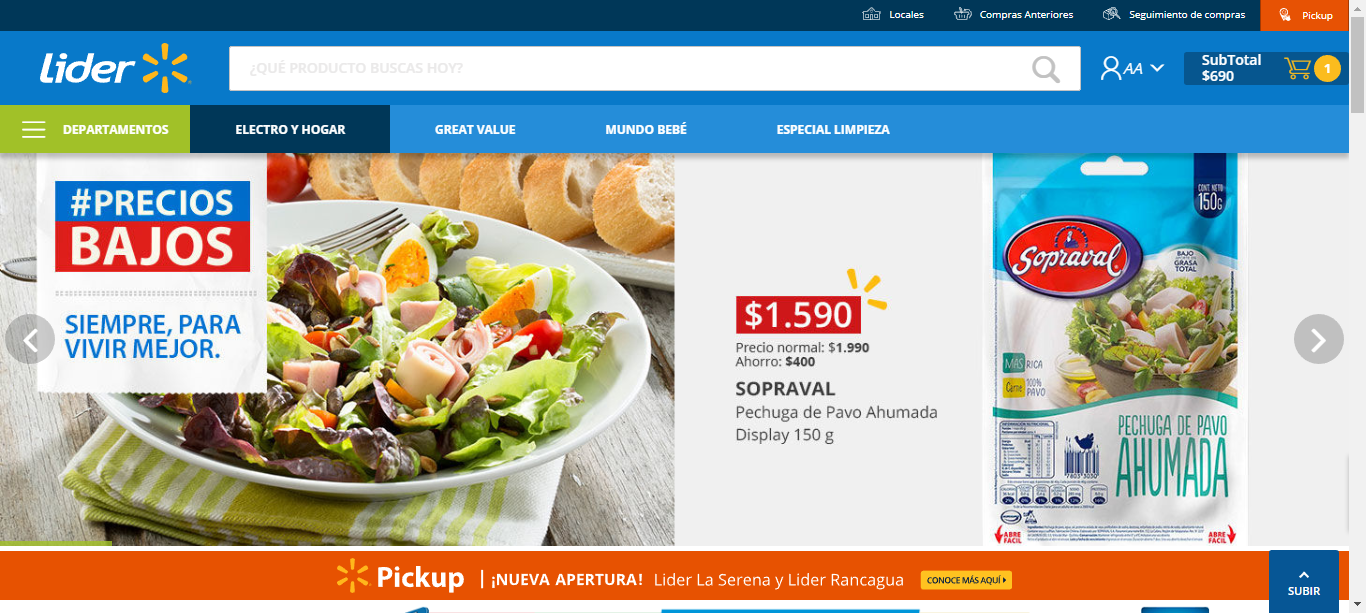 Locales
Compras Anteriores
Seguimiento de compras
Pickup
Lider
¿QUÉ PRODUCTO BUSCAS HOY?
AA
SubTotal
$690
1
DEPARTAMENTOS
ELECTRO Y HOGAR
GREAT VALUE
MUNDO BEBÉ
ESPECIAL LIMPIEZA
#PRECIOS
BAJOS
SIEMPRE, PARA
VIVIR MEJOR.
$1.590
Precio normal: $1.990
Ahorro: $400
SOPRAVAL
Pechuga de Pavo Ahumada
Display 150 g
CONT. NETO
150G
Sopraval
BAJO
GRASA
TOTAL
MÁS RICA
Carne 100%
PAVO
PECHUGA DE PAVO
AHUMADA
ABRE
FÁCIL
ABRE
FÁCIL
Pickup | ¡NUEVA APERTURA! Lider La Serena y Lider Rancagua
CONOCE MÁS AQUÍ
SUBIR